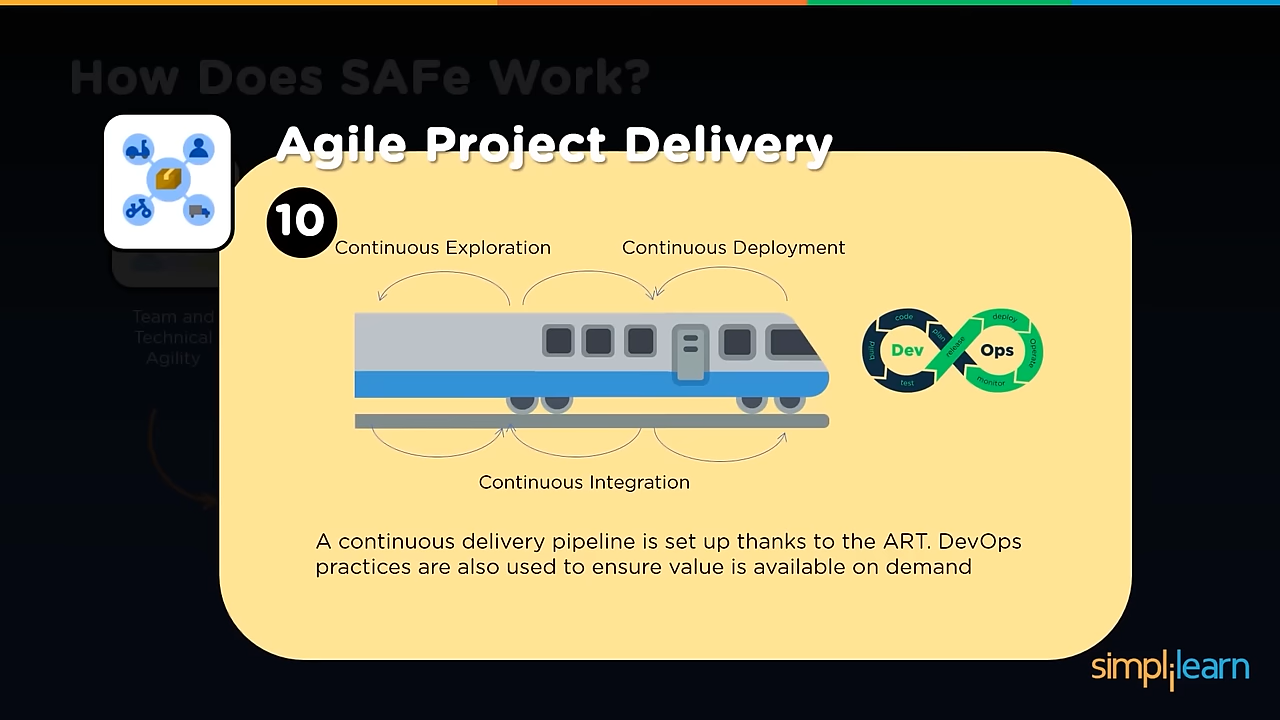 How Does SAFe Work?
Agile Project Delivery
10
Continuous Exploration
Continuous Deployment
Team and
Technical
Agility
code
plan
build
test
Dev
release
deploy
Operate
monitor
Ops
Continuous Integration
A continuous delivery pipeline is set up thanks to the ART. DevOps
practices are also used to ensure value is available on demand
simplilearn